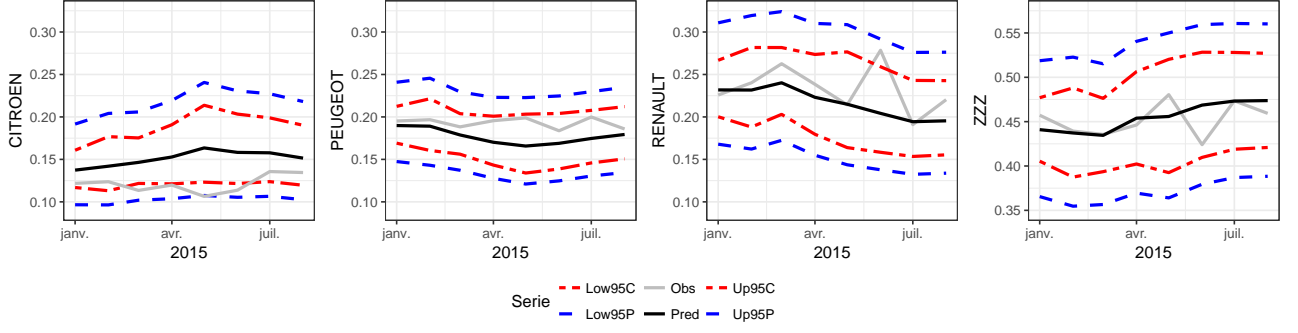 CITROEN
0.30
0.25
0.20
0.15
0.10
janv.
avr.
juil.
2015
PEUGEOT
0.30
0.25
0.20
0.15
0.10
janv.
avr.
juil.
2015
RENAULT
0.30
0.25
0.20
0.15
0.10
janv.
avr.
juil.
2015
ZZZ
0.55
0.50
0.45
0.40
0.35
janv.
avr.
juil.
2015
Serie
Low95C Obs Up95C
Low95P Pred Up95P